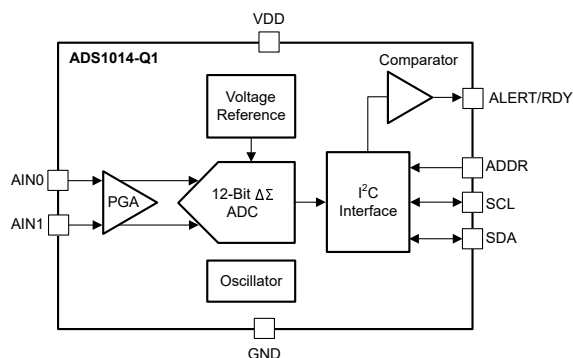 VDD
ADS1014-Q1
Comparator
Voltage
Reference
ALERT/RDY
ADDR
AIN0
PGA
12-Bit ΔΣ
ADC
I²C
Interface
SCL
AIN1
SDA
Oscillator
GND